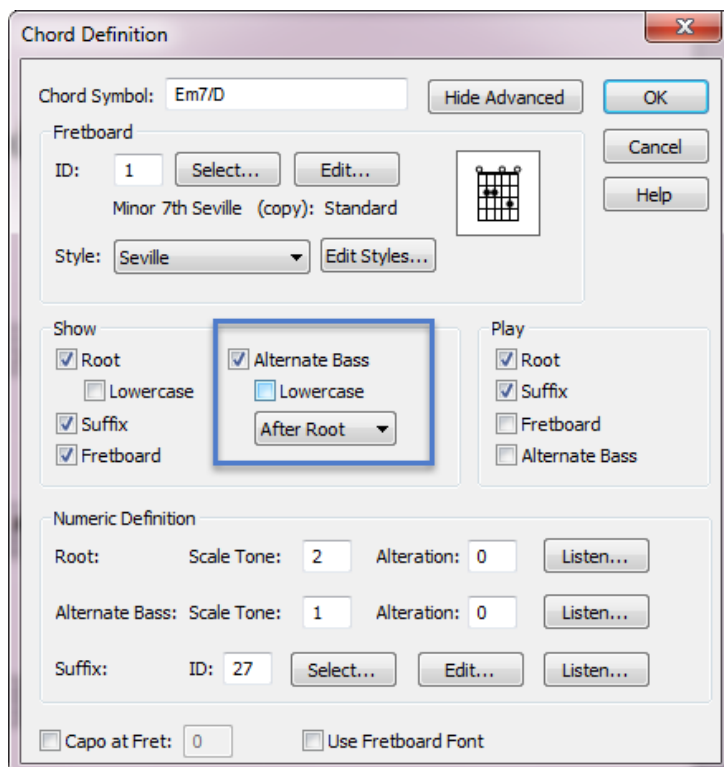 Chord Definition
Chord Symbol: Em7/D Hide Advanced OK
Fretboard Cancel
ID: 1 Select... Edit... Help
Minor 7th Seville (copy): Standard
Style: Seville Edit Styles...
Show Play
Root Alternate Bass Root
Lowercase Lowercase Suffix
Suffix After Root Fretboard
Fretboard Alternate Bass
Numeric Definition
Root: Scale Tone: 2 Alteration: 0 Listen...
Alternate Bass: Scale Tone: 1 Alteration: 0 Listen...
Suffix: ID: 27 Select... Edit... Listen...
Capo at Fret: 0 Use Fretboard Font